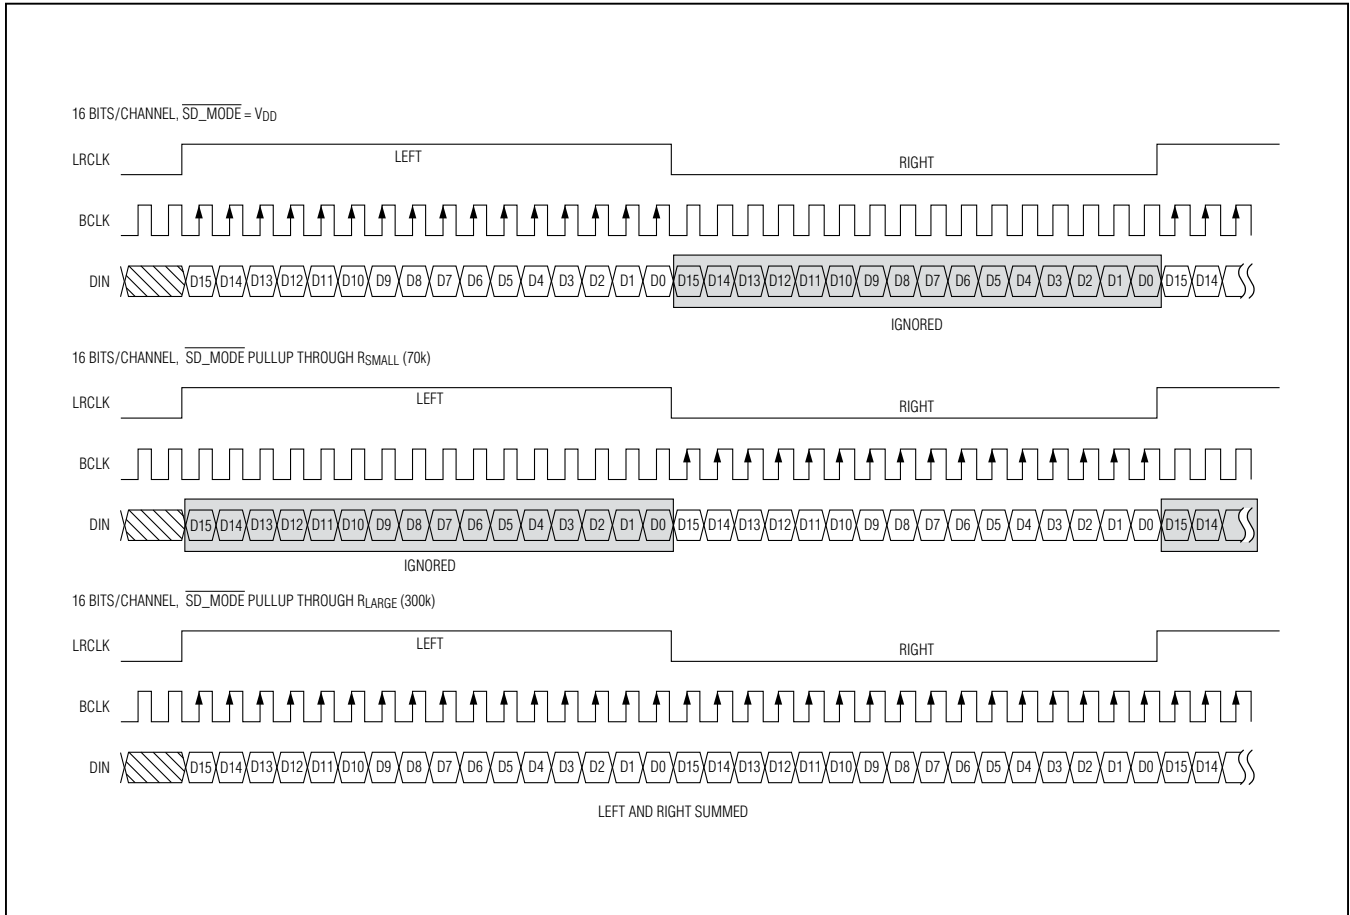 16 BITS/CHANNEL, SD_MODE = VDD
LRCLK LEFT RIGHT
BCLK
DIN D15 D14 D13 D12 D11 D10 D9 D8 D7 D6 D5 D4 D3 D2 D1 D0 D15 D14 D13 D12 D11 D10 D9 D8 D7 D6 D5 D4 D3 D2 D1 D0 D15 D14
IGNORED
16 BITS/CHANNEL, SD_MODE PULLUP THROUGH RSMALL (70k)
LRCLK LEFT RIGHT
BCLK
DIN D15 D14 D13 D12 D11 D10 D9 D8 D7 D6 D5 D4 D3 D2 D1 D0 D15 D14 D13 D12 D11 D10 D9 D8 D7 D6 D5 D4 D3 D2 D1 D0 D15 D14
IGNORED
16 BITS/CHANNEL, SD_MODE PULLUP THROUGH RLARGE (300k)
LRCLK LEFT RIGHT
BCLK
DIN D15 D14 D13 D12 D11 D10 D9 D8 D7 D6 D5 D4 D3 D2 D1 D0 D15 D14 D13 D12 D11 D10 D9 D8 D7 D6 D5 D4 D3 D2 D1 D0 D15 D14
LEFT AND RIGHT SUMMED